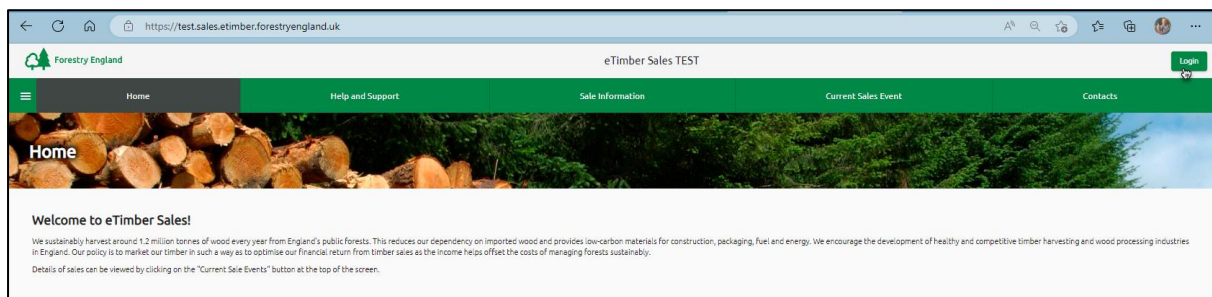 https://test.sales.etimber.forestryengland.uk
Forestry England
eTimber Sales TEST
Login
Home
Help and Support
Sale Information
Current Sales Event
Contacts
Home
Welcome to eTimber Sales!
We sustainably harvest around 1.2 million tonnes of wood every year from England's public forests. This reduces our dependency on imported wood and provides low-carbon materials for construction, packaging, fuel and energy. We encourage the development of healthy and competitive timber harvesting and wood processing industries
in England. Our policy is to market our timber in such a way as to optimise our financial return from timber sales as the income helps offset the costs of managing forests sustainably.
Details of sales can be viewed by clicking on the "Current Sale Events" button at the top of the screen.